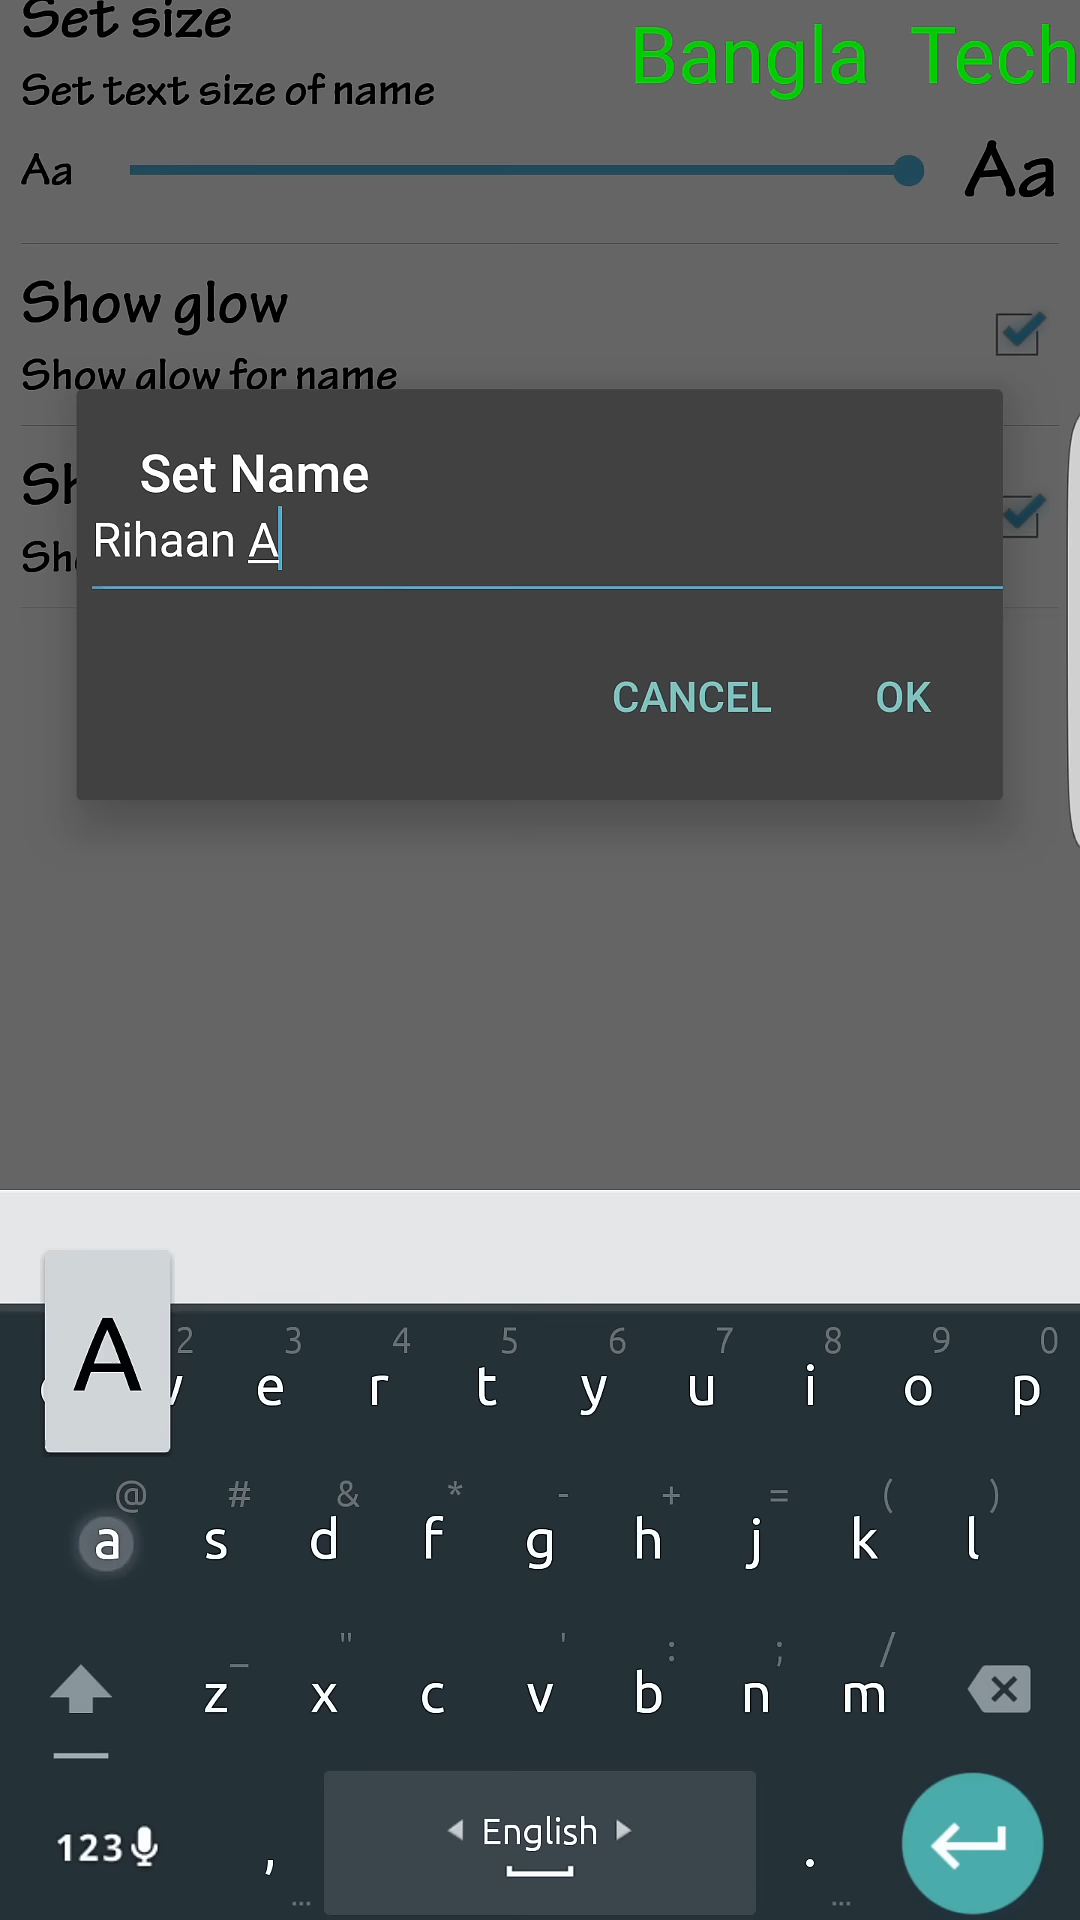 Set size
Bangla Tech
Set text size of name
Aa Aa
Show glow
Show glow for name
Set Name
Rihaan A
CANCEL OK
A
2 3 4 5 6 7 8 9 0
e r t y u i o p
@ # & * - + = ( )
a s d f g h j k l
_ " ' : ; /
z x c v b n m
123 , English .
... ...